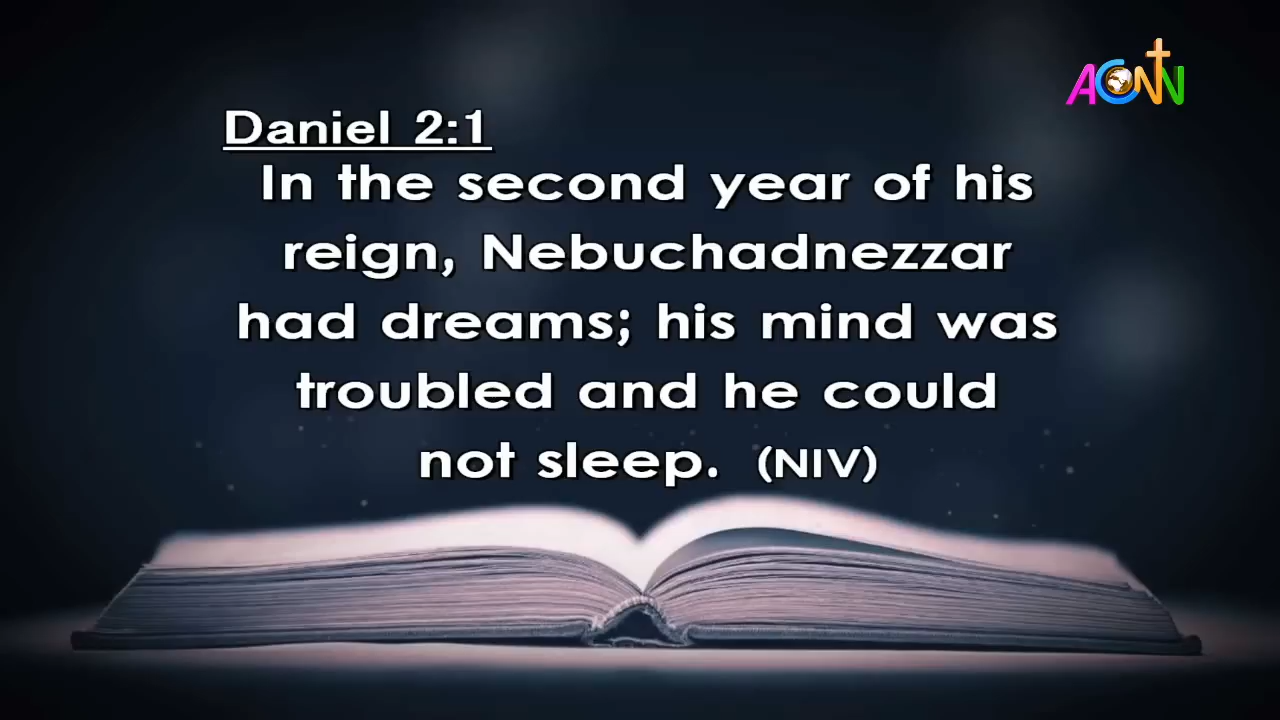 ACNN
Daniel 2:1
In the second year of his
reign, Nebuchadnezzar
had dreams; his mind was
troubled and he could
not sleep. (NIV)